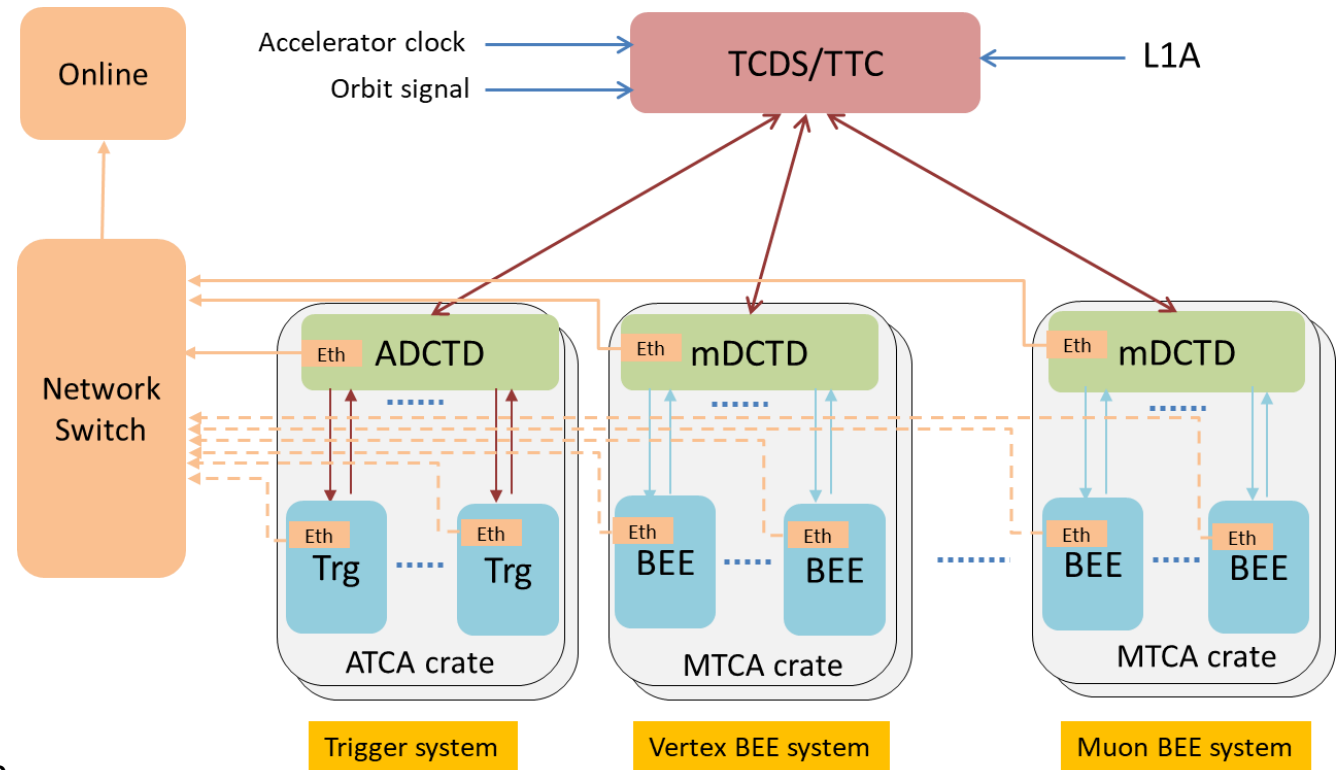 Online
Accelerator clock
Orbit signal
TCDS/TTC
L1A
Network
Switch
Eth
ADCTD
Eth
mDCTD
Eth
mDCTD
Eth
Trg
Eth
Trg
Eth
BEE
Eth
BEE
Eth
BEE
Eth
BEE
ATCA crate
MTCA crate
MTCA crate
Trigger system
Vertex BEE system
Muon BEE system